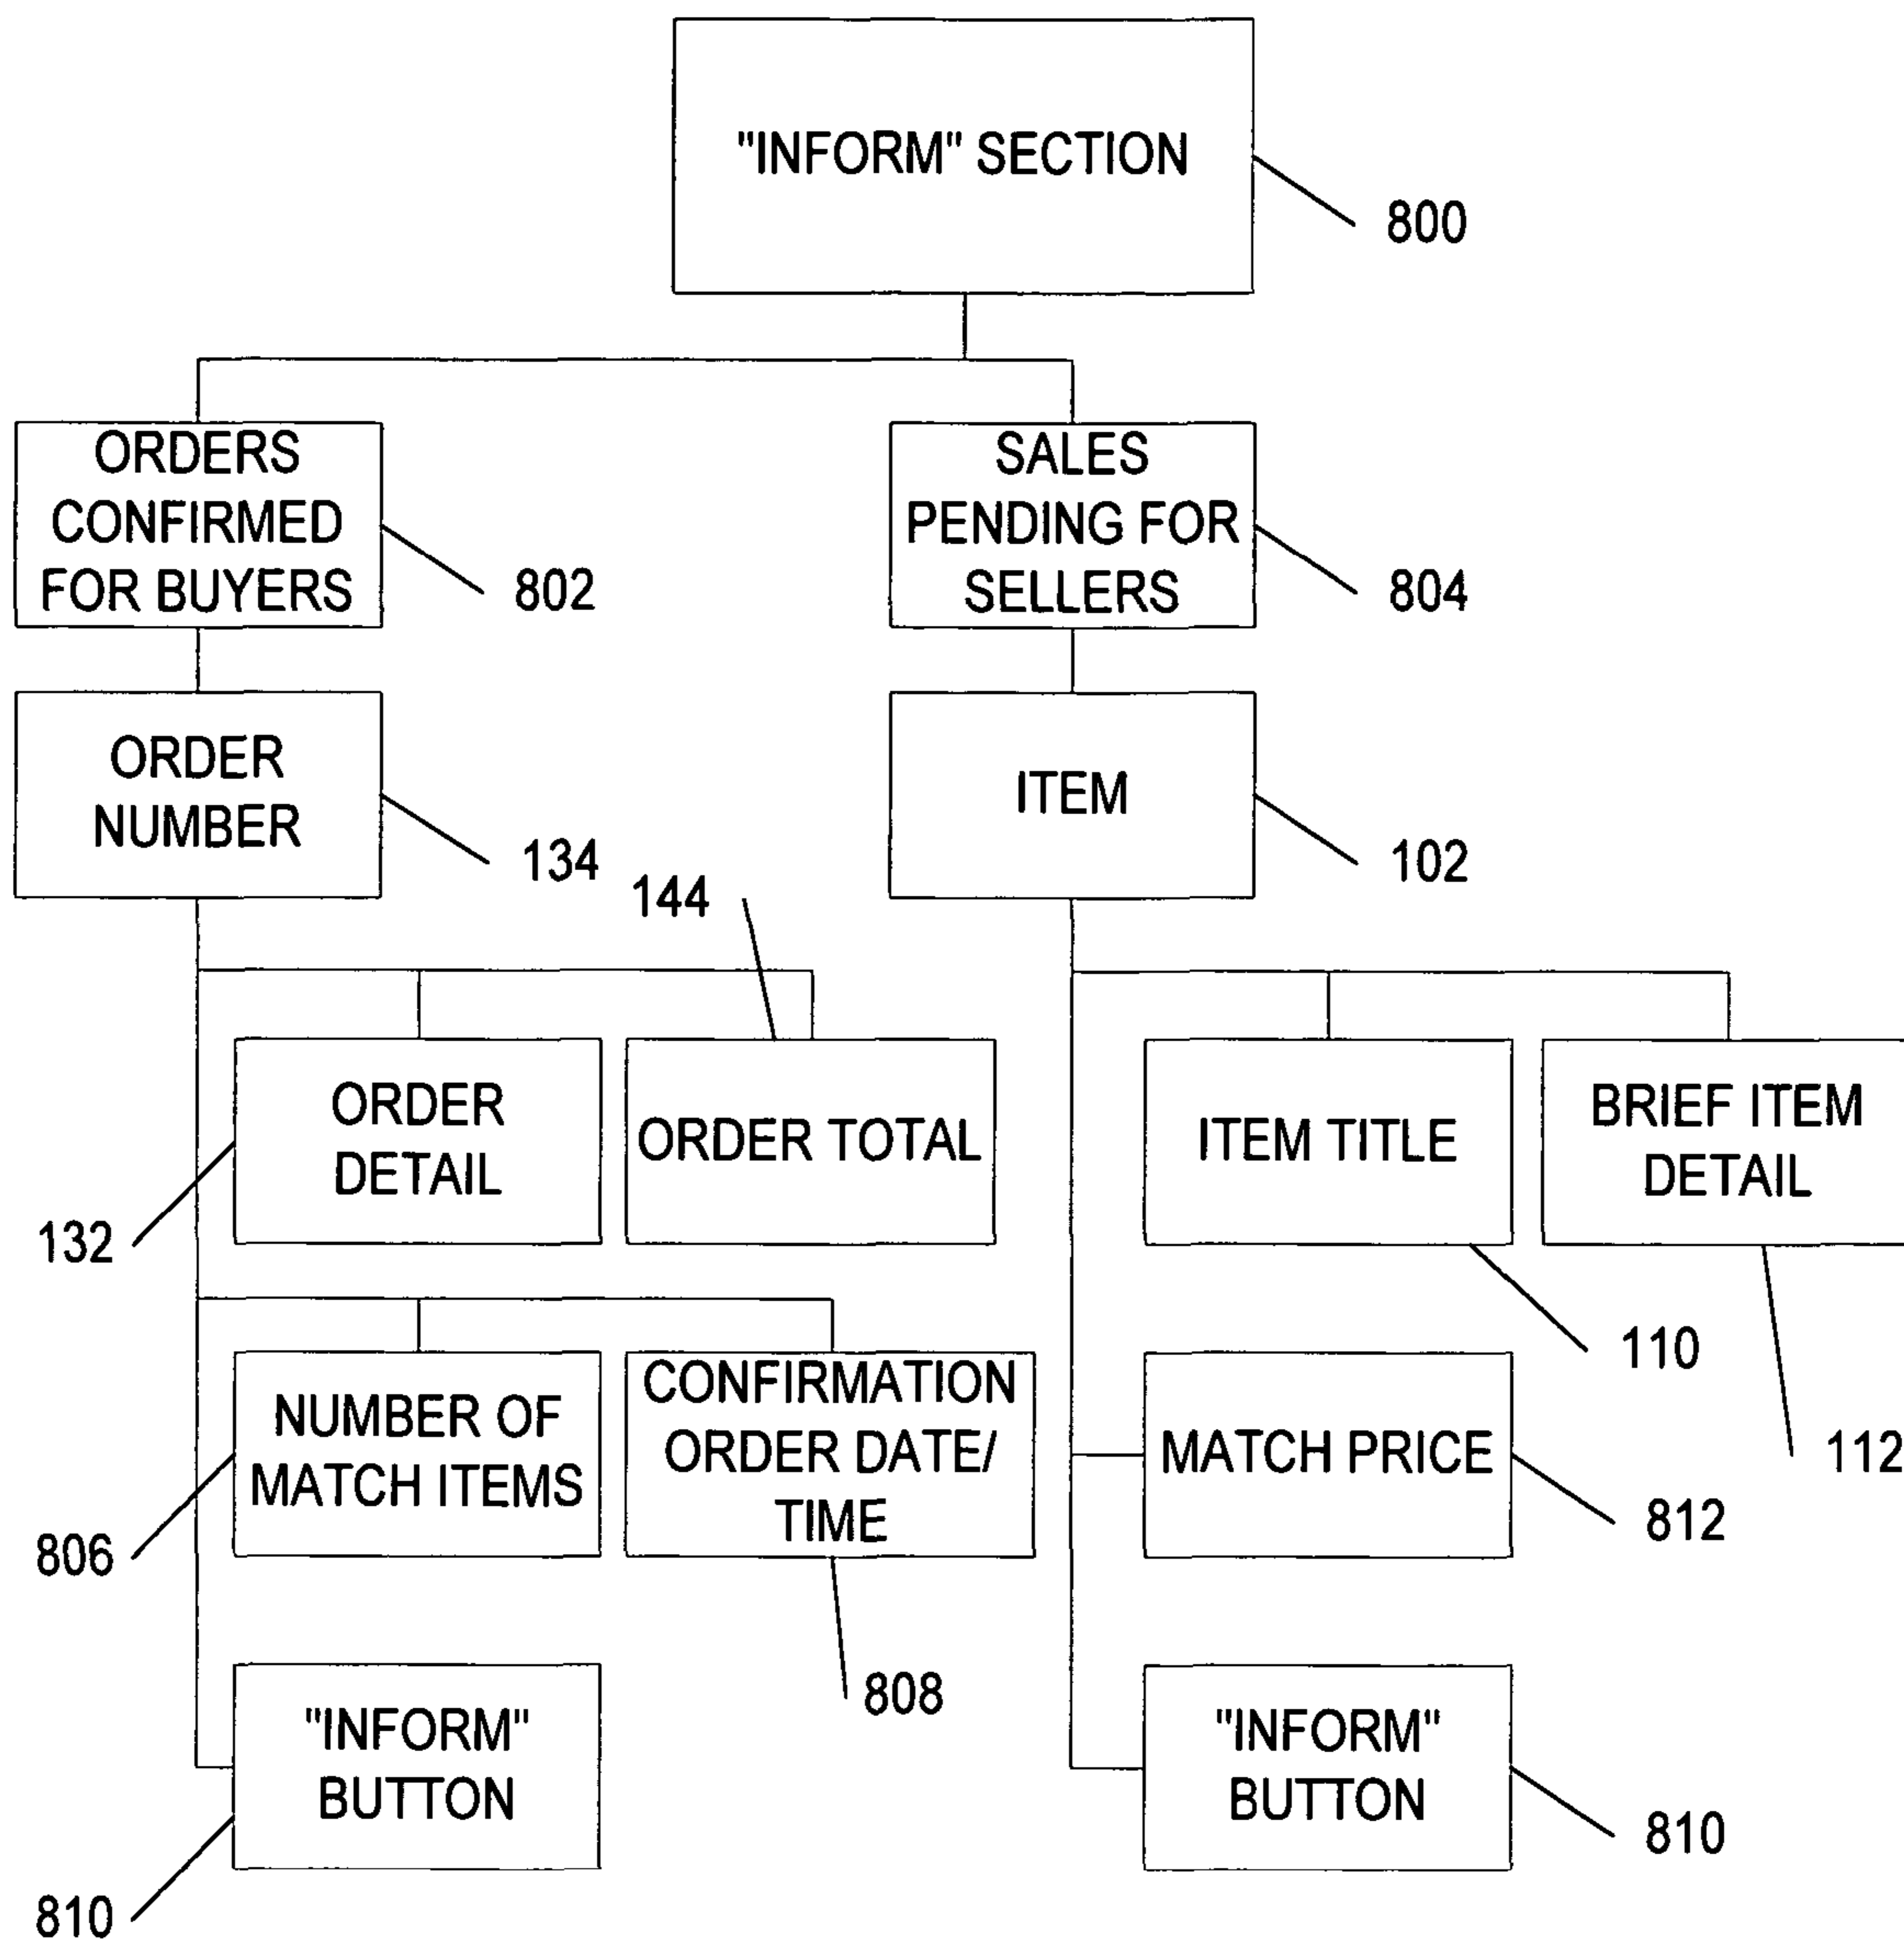 "INFORM" SECTION
800
ORDERS
CONFIRMED
FOR BUYERS
802
SALES
PENDING FOR
SELLERS
804
ORDER
NUMBER
134
ITEM
102
144
ORDER
DETAIL
132
ORDER TOTAL
ITEM TITLE
110
BRIEF ITEM
DETAIL
112
NUMBER OF
MATCH ITEMS
806
CONFIRMATION
ORDER DATE/
TIME
808
MATCH PRICE
812
"INFORM"
BUTTON
810
"INFORM"
BUTTON
810